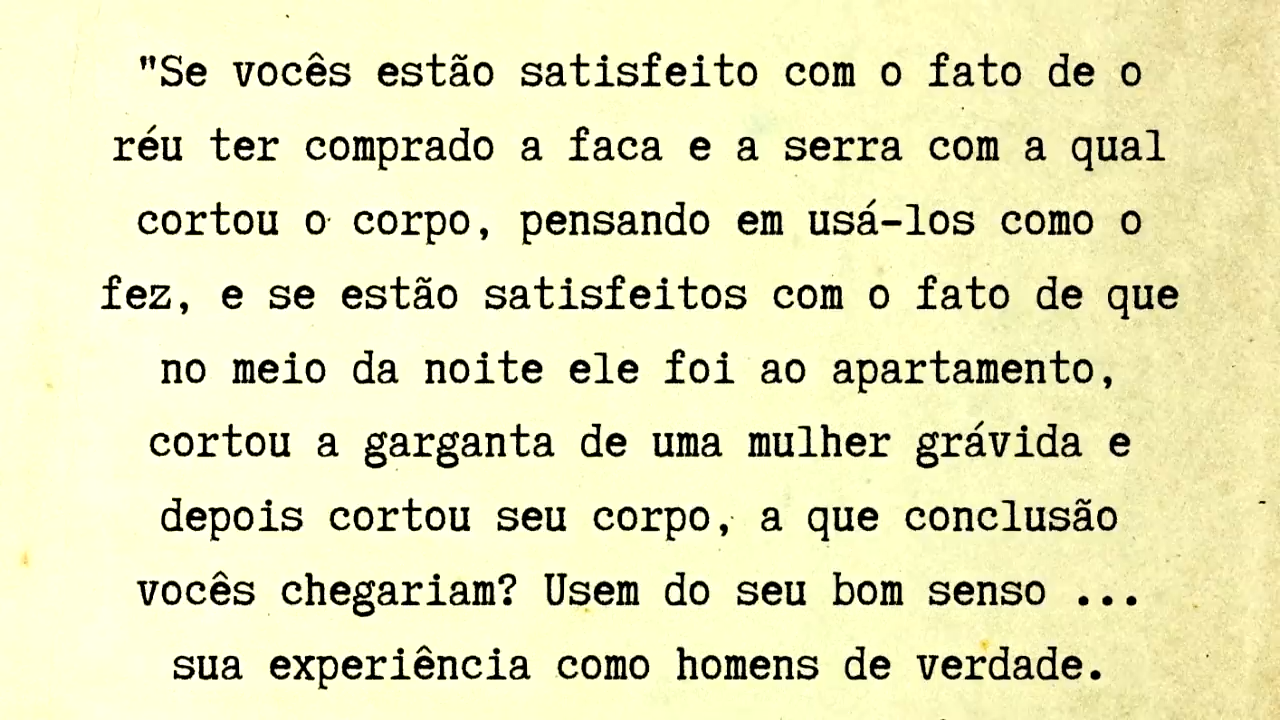 "Se vocês estão satisfeito com o fato de o
réu ter comprado a faca e a serra com a qual
cortou o corpo, pensando em usá-los como o
fez, e se estão satisfeitos com o fato de que
no meio da noite ele foi ao apartamento,
cortou a garganta de uma mulher grávida e
depois cortou seu corpo, a que conclusão
vocês chegariam? Usem do seu bom senso ...
sua experiência como homens de verdade.